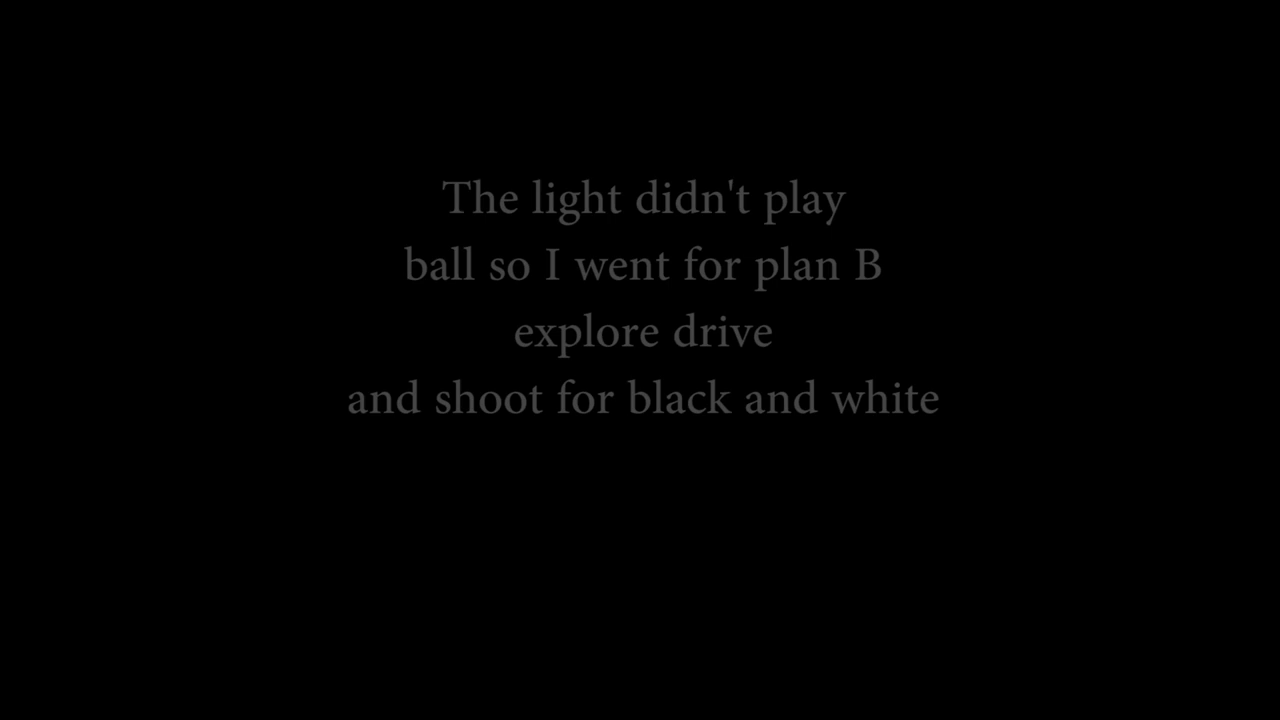 The light didn't play
ball so I went for plan B
explore drive
and shoot for black and white